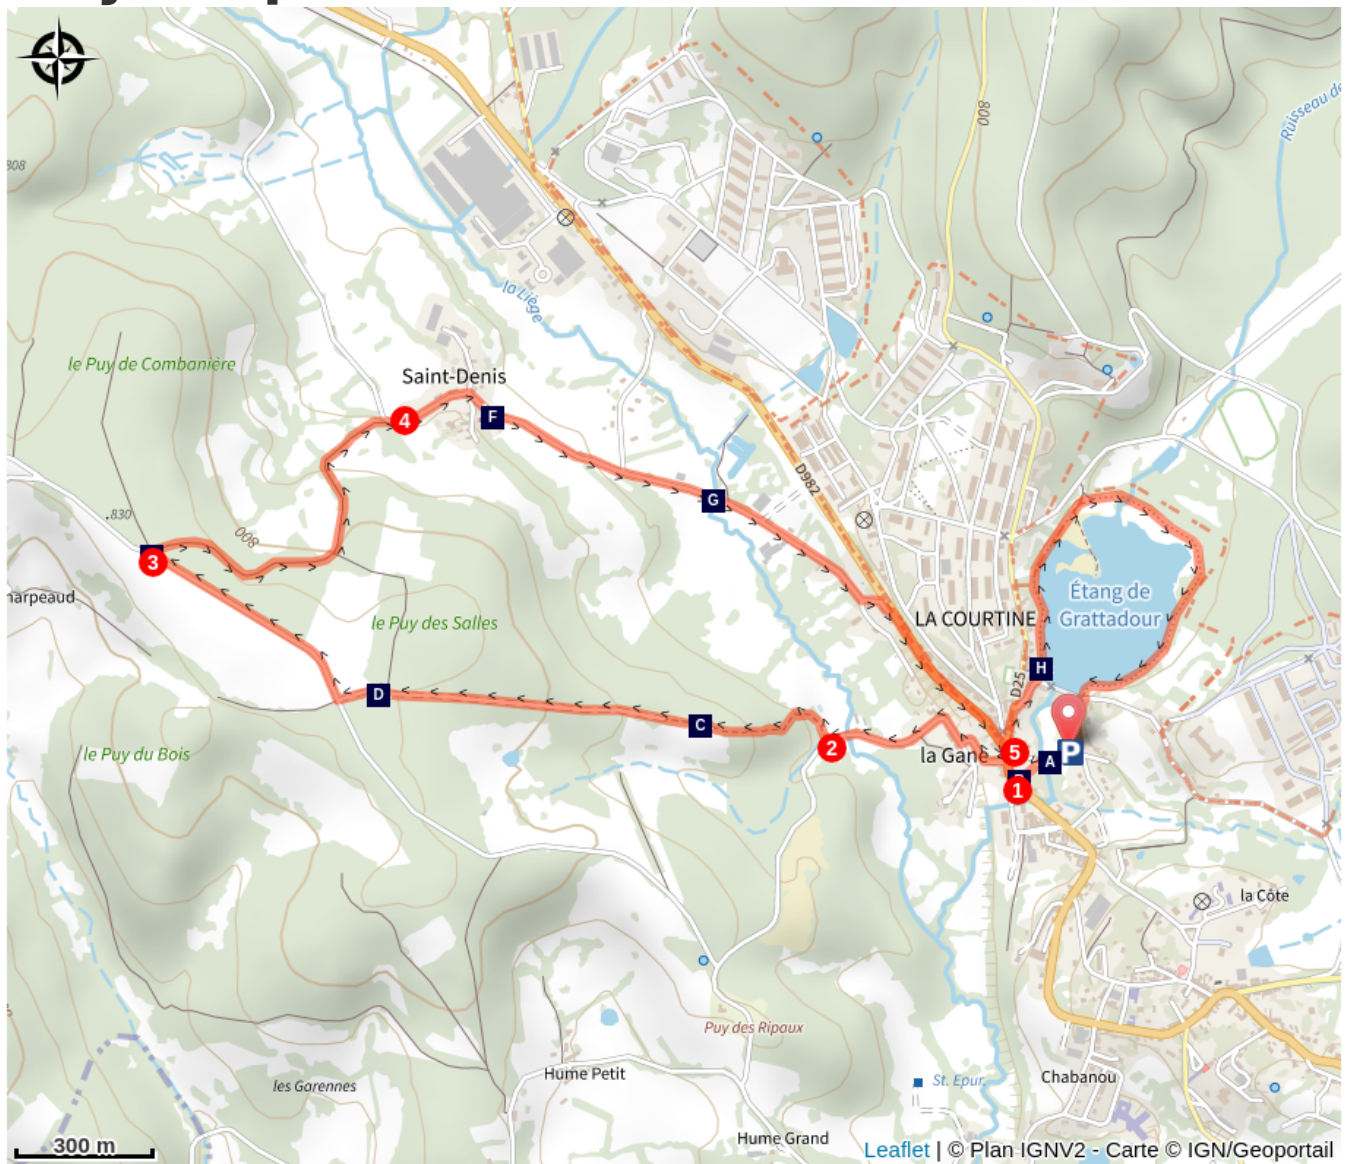 808
800
Ruisseau de
la Liège
le Puy de Combanière
Saint-Denis
4
F
G
D982
830
800
3
harpeaud
le Puy des Salles
LA COURTINE
Étang de
Grattadour
H
D25
D
C
2
le Puy du Bois
la Gane
5
A
P
1
la Côte
Puy des Ripaux
Hume Petit
les Garennes
St. Epur.
Chabanou
Hume Grand
300 m
Leaflet | © Plan IGNV2 - Carte © IGN/Geoportail